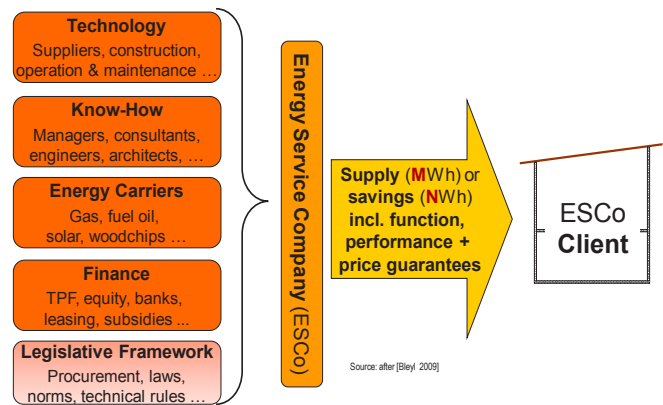 Technology
Suppliers, construction,
operation & maintenance …
Know-How
Managers, consultants,
engineers, architects, …
Energy Carriers
Gas, fuel oil,
solar, woodchips …
Finance
TPF, equity, banks,
leasing, subsidies ...
Legislative Framework
Procurement, laws,
norms, technical rules …
Energy Service Company (ESCo)
Supply (MWh) or
savings (NWh)
incl. function,
performance +
price guarantees
ESCo
Client
Source: after [Bleyl 2009]